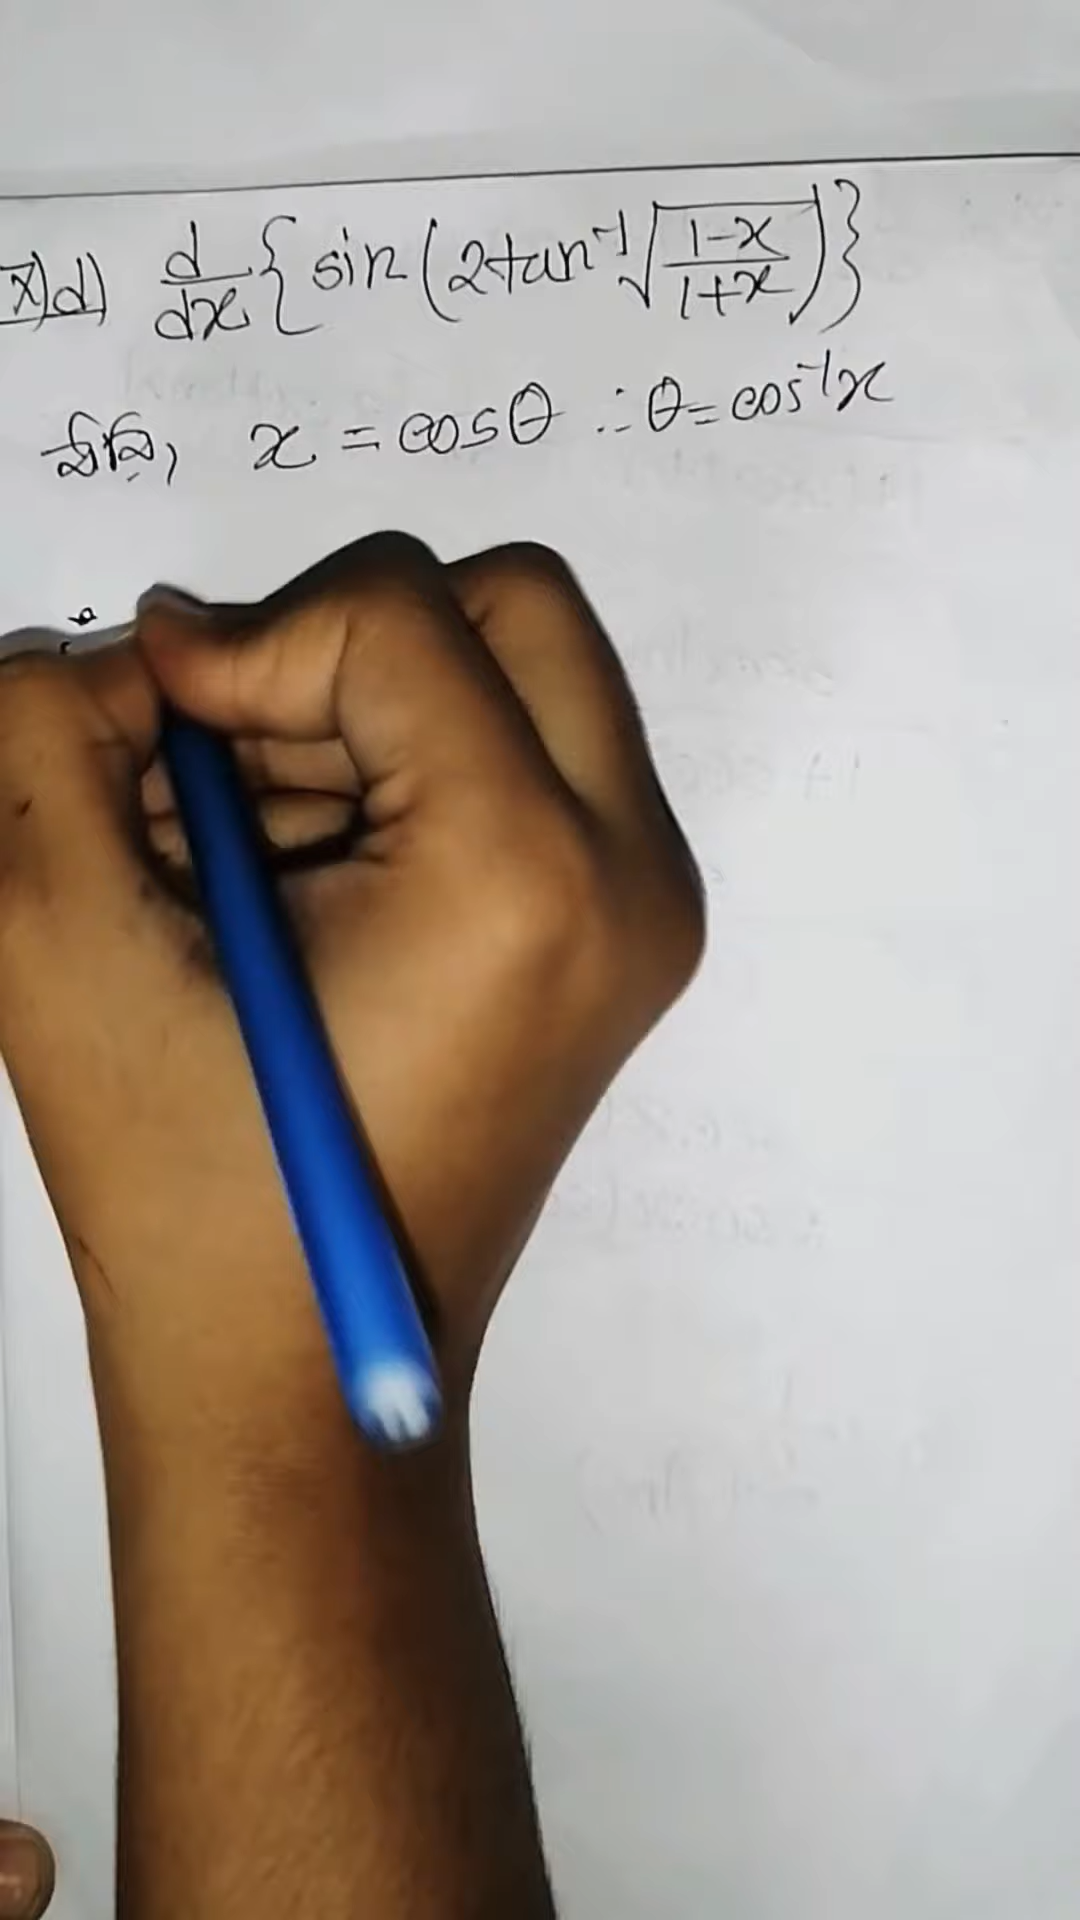 x)d) d/dx {sin(2tan⁻¹√((1-x)/(1+x)))}
ধরি, x = cosθ ∴ θ = cos⁻¹x